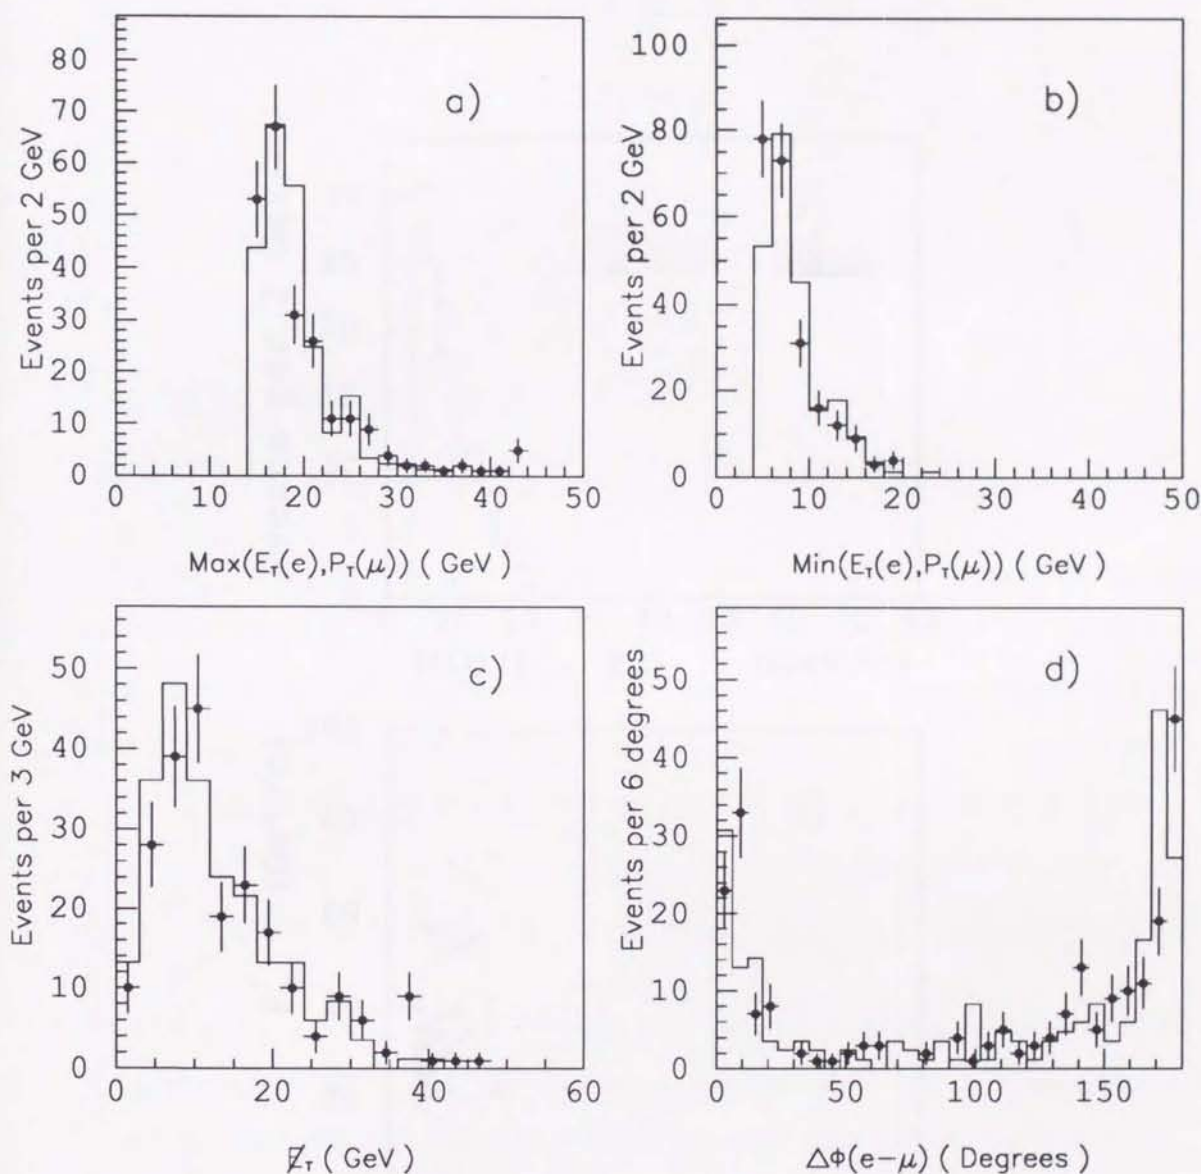 a)
Events per 2 GeV
80
70
60
50
40
30
20
10
0
0 10 20 30 40 50
Max(E_T(e),P_T(μ)) ( GeV )
b)
Events per 2 GeV
100
80
60
40
20
0
0 10 20 30 40 50
Min(E_T(e),P_T(μ)) ( GeV )
c)
Events per 3 GeV
50
40
30
20
10
0
0 20 40 60
E̸_T ( GeV )
d)
Events per 6 degrees
50
40
30
20
10
0
0 50 100 150
ΔΦ(e-μ) ( Degrees )